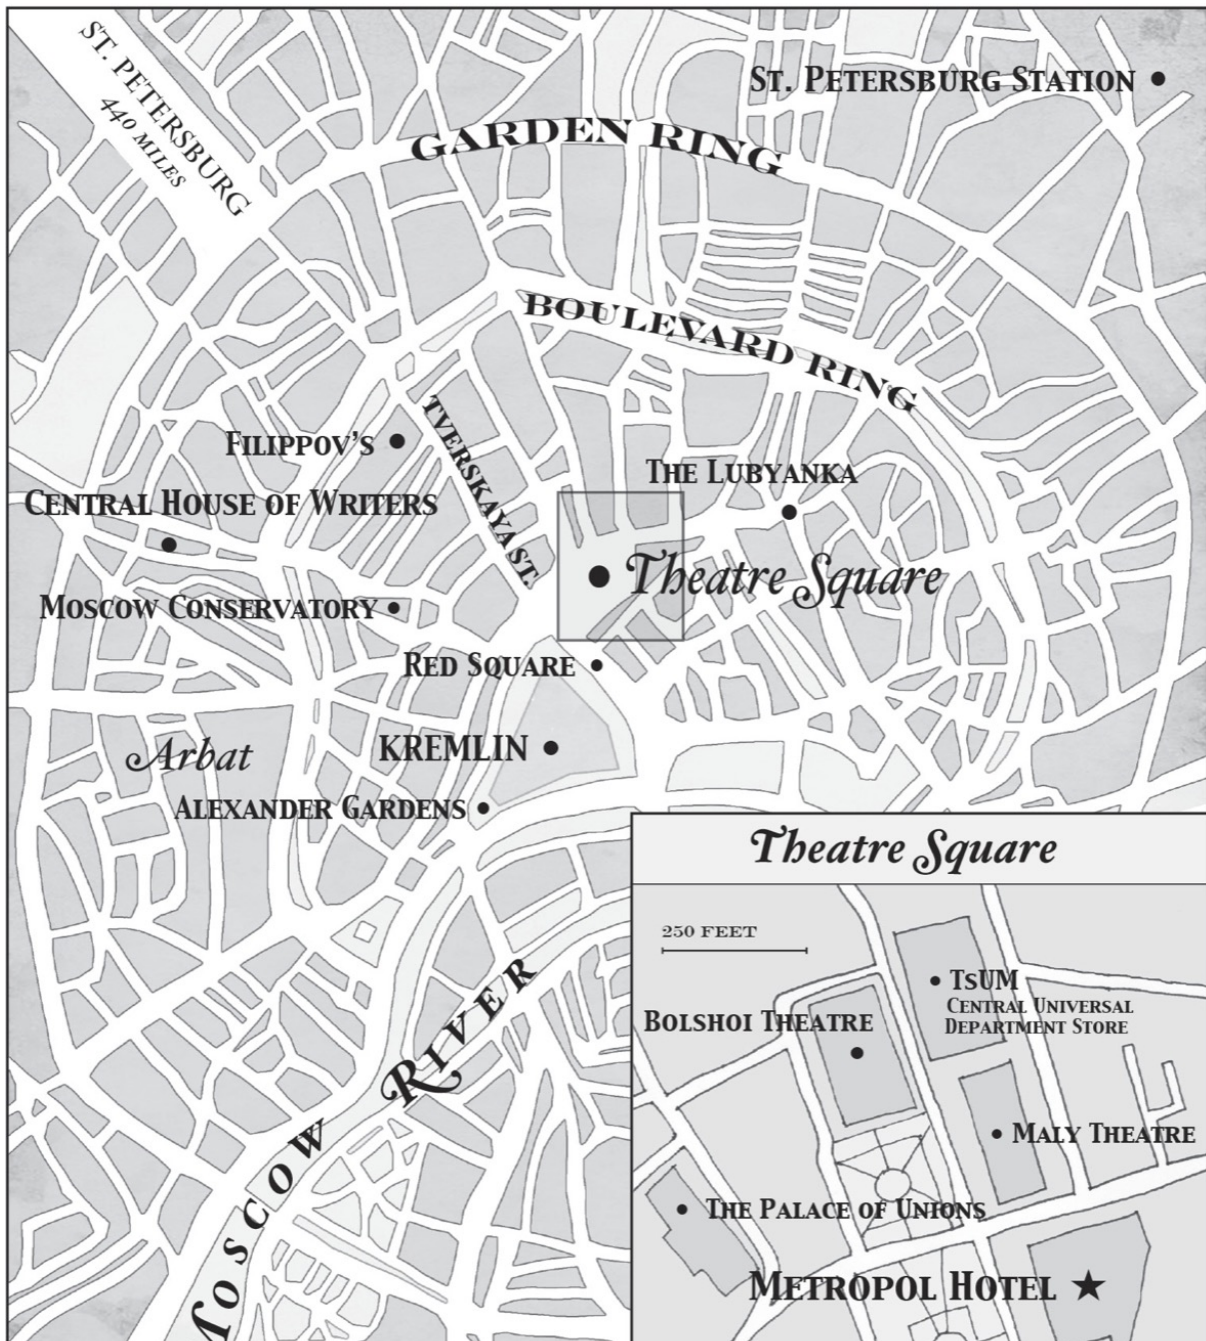 ST. PETERSBURG
440 MILES
ST. PETERSBURG STATION
GARDEN RING
BOULEVARD RING
TVERSKAYA ST.
FILIPPOV'S
THE LUBYANKA
CENTRAL HOUSE OF WRITERS
Theatre Square
MOSCOW CONSERVATORY
RED SQUARE
KREMLIN
Arbat
ALEXANDER GARDENS
MOSCOW RIVER
Theatre Square
250 FEET
TSUM
CENTRAL UNIVERSAL
DEPARTMENT STORE
BOLSHOI THEATRE
MALY THEATRE
THE PALACE OF UNIONS
METROPOL HOTEL